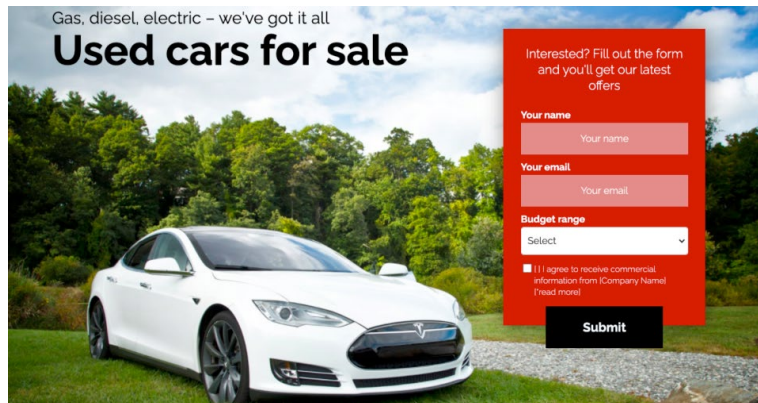 Gas, diesel, electric – we've got it all
Used cars for sale
Interested? Fill out the form
and you'll get our latest
offers
Your name
Your name
Your email
Your email
Budget range
Select
| | I agree to receive commercial
information from {Company Name}
{*read more}
Submit